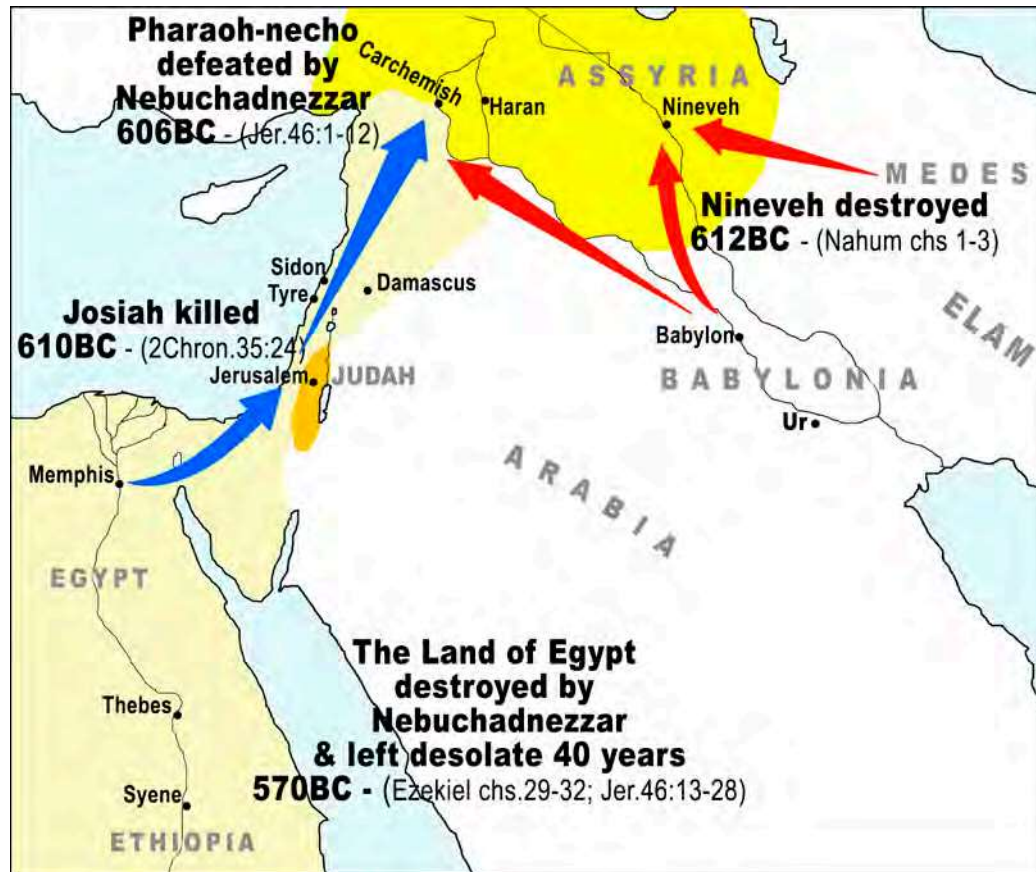 Pharaoh-necho
defeated by
Nebuchadnezzar
606BC - (Jer.46:1-12)
Carchemish
Haran
ASSYRIA
Nineveh
MEDES
Nineveh destroyed
612BC - (Nahum chs 1-3)
Sidon
Tyre
Damascus
Josiah killed
610BC - (2Chron.35:24)
Jerusalem
JUDAH
Babylon
BABYLONIA
ELAM
Ur
ARABIA
Memphis
EGYPT
The Land of Egypt
destroyed by
Nebuchadnezzar
& left desolate 40 years
570BC - (Ezekiel chs.29-32; Jer.46:13-28)
Thebes
Syene
ETHIOPIA